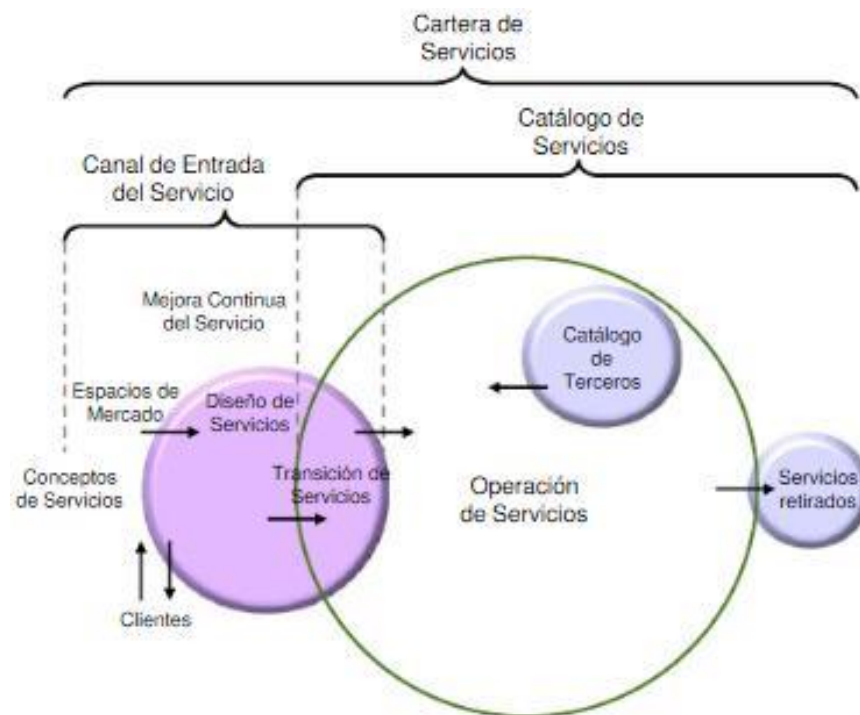 Cartera de
Servicios
Catálogo de
Servicios
Canal de Entrada
del Servicio
Mejora Continua
del Servicio
Catálogo
de
Terceros
Espacios de
Mercado
Diseño de
Servicios
Conceptos
de Servicios
Transición de
Servicios
Operación
de Servicios
Servicios
retirados
Clientes